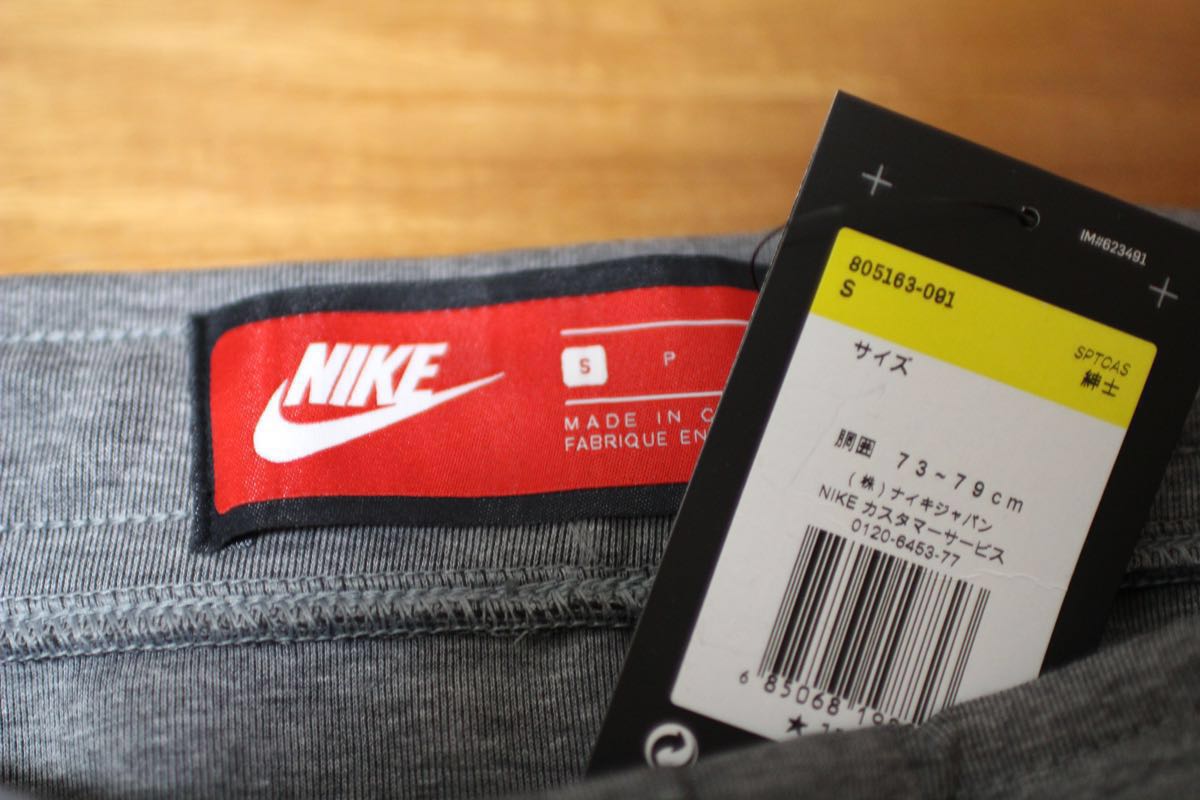 NIKE
S P
MADE IN
FABRIQUE EN
IM#623491
805163-091
S
SPTCAS
紳士
サイズ
胴囲 73~79cm
(株)ナイキジャパン
NIKE カスタマーサービス
0120-6453-77
6 85068